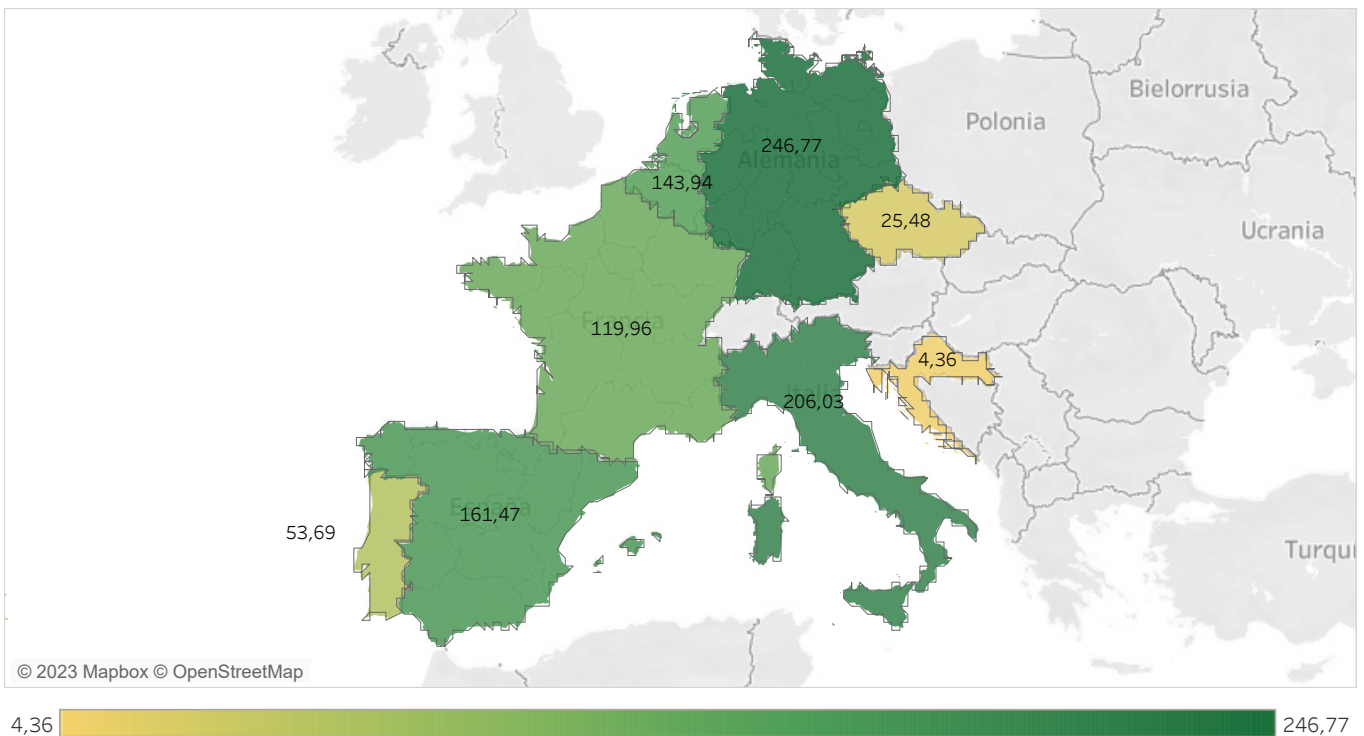 Bielorrusia
Polonia
246,77
Alemania
143,94
25,48
Ucrania
Francia
119,96
4,36
Italia
206,03
España
161,47
53,69
Turquí
© 2023 Mapbox © OpenStreetMap
4,36
246,77